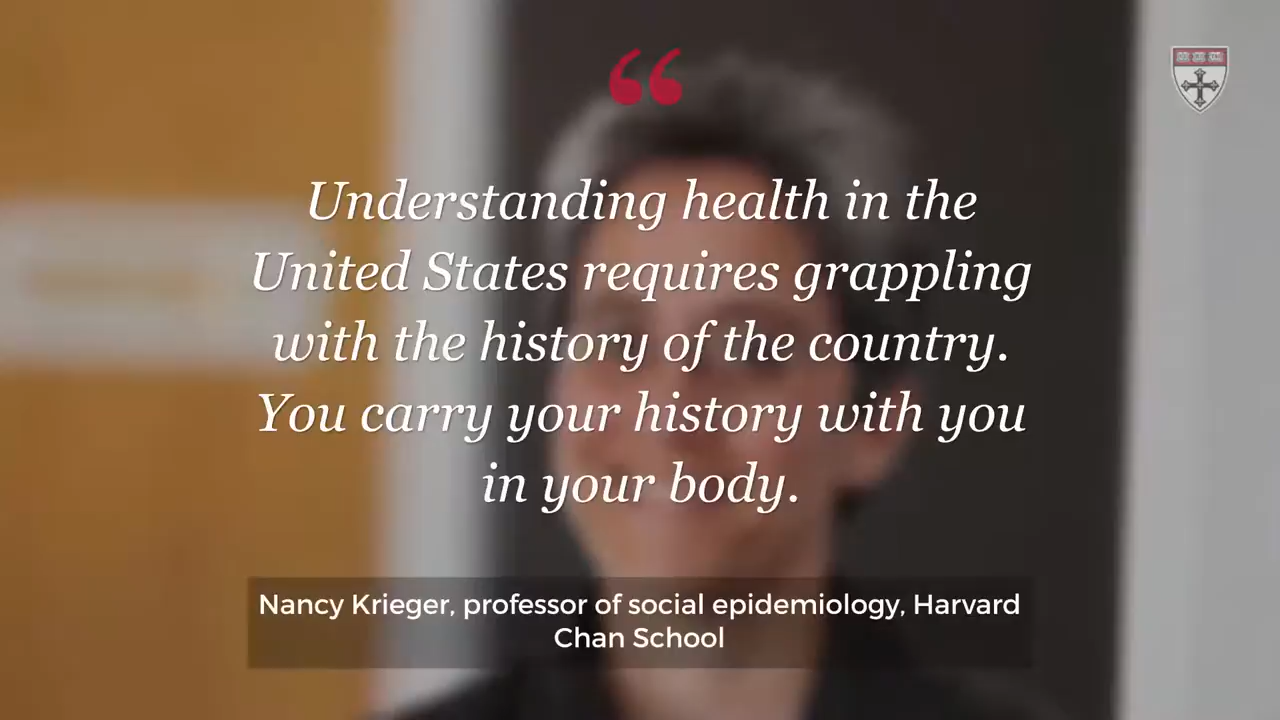 “
Understanding health in the
United States requires grappling
with the history of the country.
You carry your history with you
in your body.
Nancy Krieger, professor of social epidemiology, Harvard
Chan School